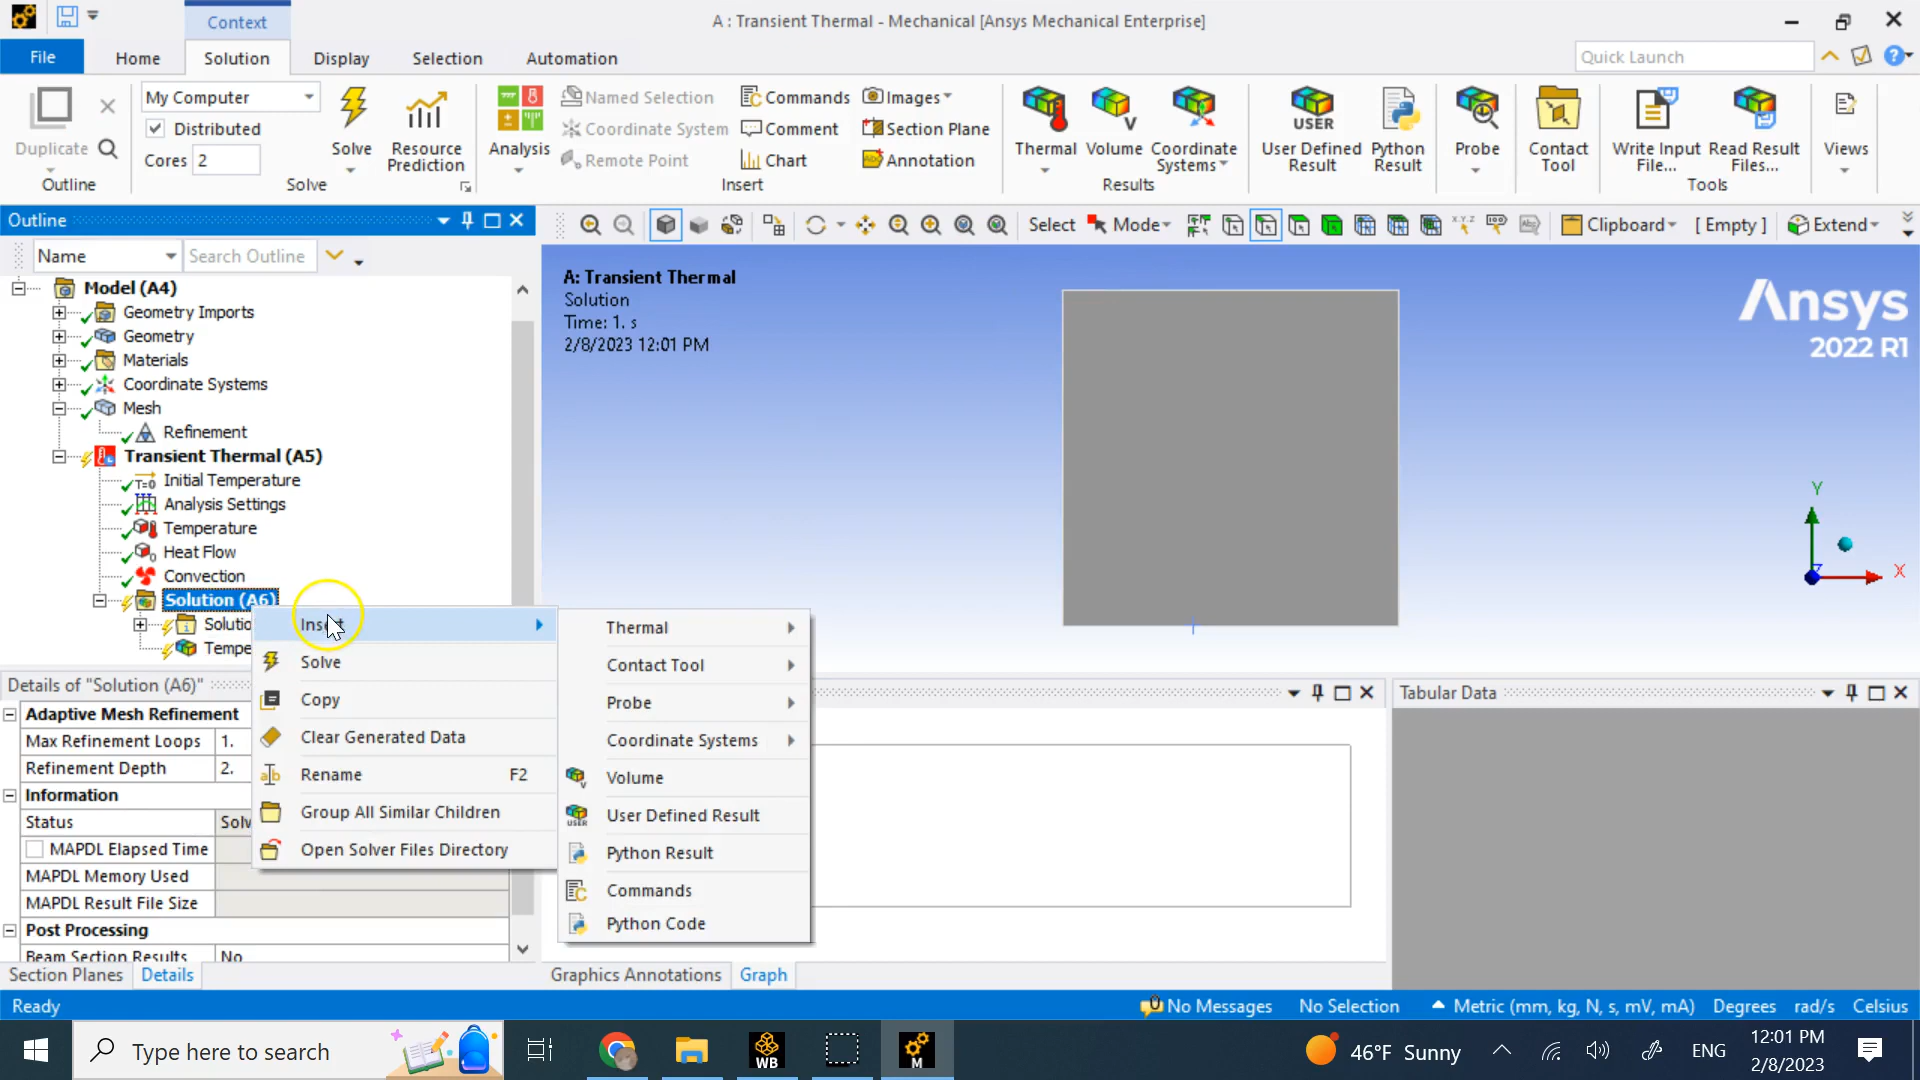 Context
A : Transient Thermal - Mechanical [Ansys Mechanical Enterprise]
File Home Solution Display Selection Automation
Quick Launch
Duplicate
Outline
My Computer
Distributed
Cores 2
Solve
Resource Prediction
Solve
Analysis
Named Selection
Coordinate System
Remote Point
Commands
Comment
Chart
Images
Section Plane
Annotation
Insert
Thermal
Volume
Coordinate Systems
Results
USER
User Defined Result
Python Result
Probe
Contact Tool
Write Input File...
Read Result Files...
Tools
Views
Outline
Name
Search Outline
Select Mode
Clipboard [ Empty ] Extend
Model (A4)
Geometry Imports
Geometry
Materials
Coordinate Systems
Mesh
Refinement
Transient Thermal (A5)
Initial Temperature
Analysis Settings
Temperature
Heat Flow
Convection
Solution (A6)
Solutio
Tempe
A: Transient Thermal
Solution
Time: 1. s
2/8/2023 12:01 PM
Ansys
2022 R1
Y
X
Z
Insert
Solve
Copy
Clear Generated Data
Rename F2
Group All Similar Children
Open Solver Files Directory
Thermal
Contact Tool
Probe
Coordinate Systems
Volume
User Defined Result
Python Result
Commands
Python Code
Details of "Solution (A6)"
Adaptive Mesh Refinement
Max Refinement Loops 1.
Refinement Depth 2.
Information
Status Solv
MAPDL Elapsed Time
MAPDL Memory Used
MAPDL Result File Size
Post Processing
Beam Section Results No
Section Planes Details
Graphics Annotations Graph
Tabular Data
Ready
No Messages No Selection Metric (mm, kg, N, s, mV, mA) Degrees rad/s Celsius
Type here to search
WB
M
46°F Sunny
ENG
12:01 PM
2/8/2023